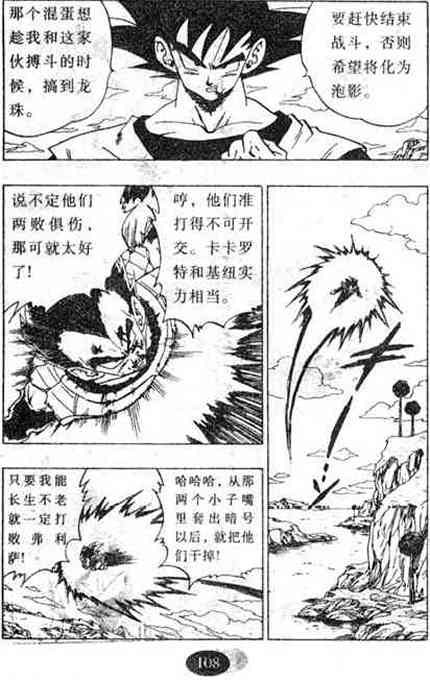 要赶快结束
战斗，否则
希望将化为
泡影。
那个混蛋想
趁我和这家
伙搏斗的时
候，搞到龙
珠。
哼，他们准
打得不可开
交。卡卡罗
特和基纽实
力相当。
说不定他们
两败俱伤，
那可就太好
了！
哈哈哈，从那
两个小子嘴
里套出暗号
以后，就把他
们干掉！
只要我能
长生不老
就一定打
败弗利
萨！
108